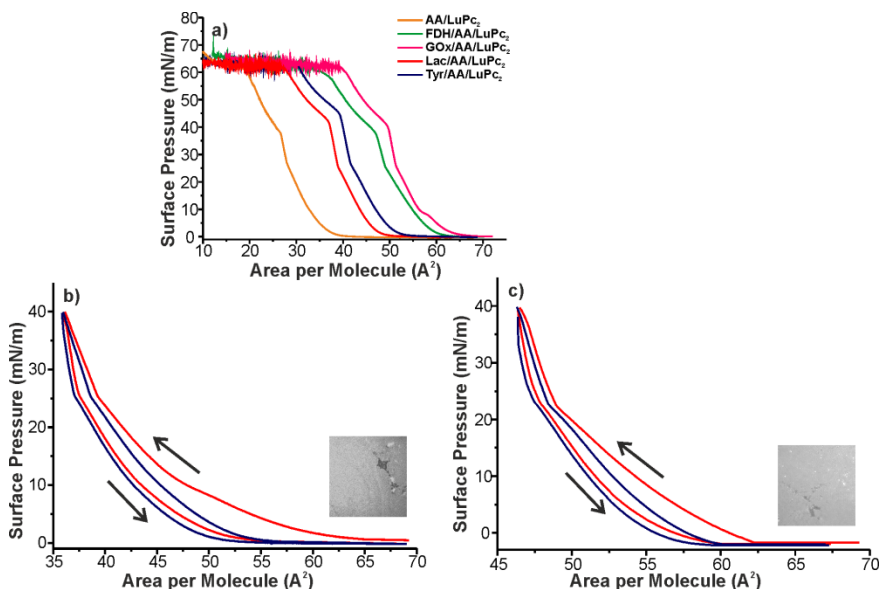 a)
AA/LuPc₂
FDH/AA/LuPc₂
GOx/AA/LuPc₂
Lac/AA/LuPc₂
Tyr/AA/LuPc₂
Surface Pressure (mN/m)
80
70
60
50
40
30
20
10
0
10 20 30 40 50 60 70
Area per Molecule (A²)
b)
Surface Pressure (mN/m)
40
30
20
10
0
35 45 50 55 60 65 70
Area per Molecule (A²)
c)
Surface Pressure (mN/m)
40
30
20
10
0
45 50 55 60 65 70
Area per Molecule (A²)